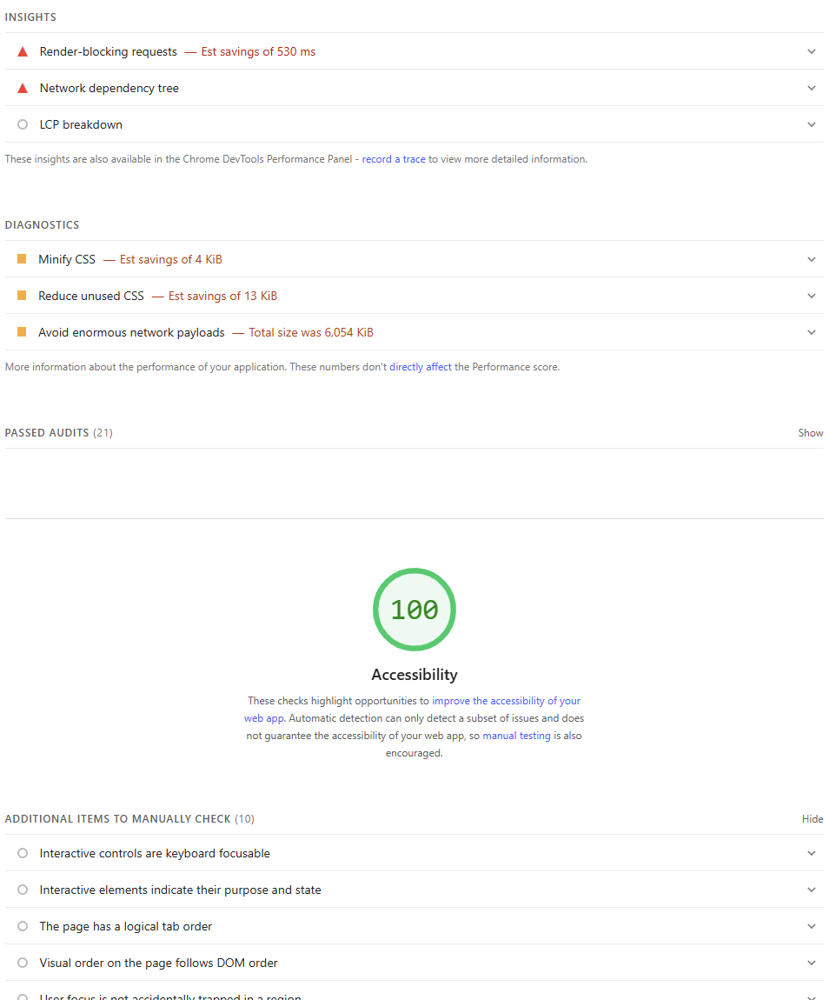 INSIGHTS
Render-blocking requests — Est savings of 530 ms
Network dependency tree
LCP breakdown
These insights are also available in the Chrome DevTools Performance Panel - record a trace to view more detailed information.
DIAGNOSTICS
Minify CSS — Est savings of 4 KiB
Reduce unused CSS — Est savings of 13 KiB
Avoid enormous network payloads — Total size was 6,054 KiB
More information about the performance of your application. These numbers don't directly affect the Performance score.
PASSED AUDITS (21) Show
100
Accessibility
These checks highlight opportunities to improve the accessibility of your
web app. Automatic detection can only detect a subset of issues and does
not guarantee the accessibility of your web app, so manual testing is also
encouraged.
ADDITIONAL ITEMS TO MANUALLY CHECK (10) Hide
Interactive controls are keyboard focusable
Interactive elements indicate their purpose and state
The page has a logical tab order
Visual order on the page follows DOM order
User focus is not accidentally trapped in a region